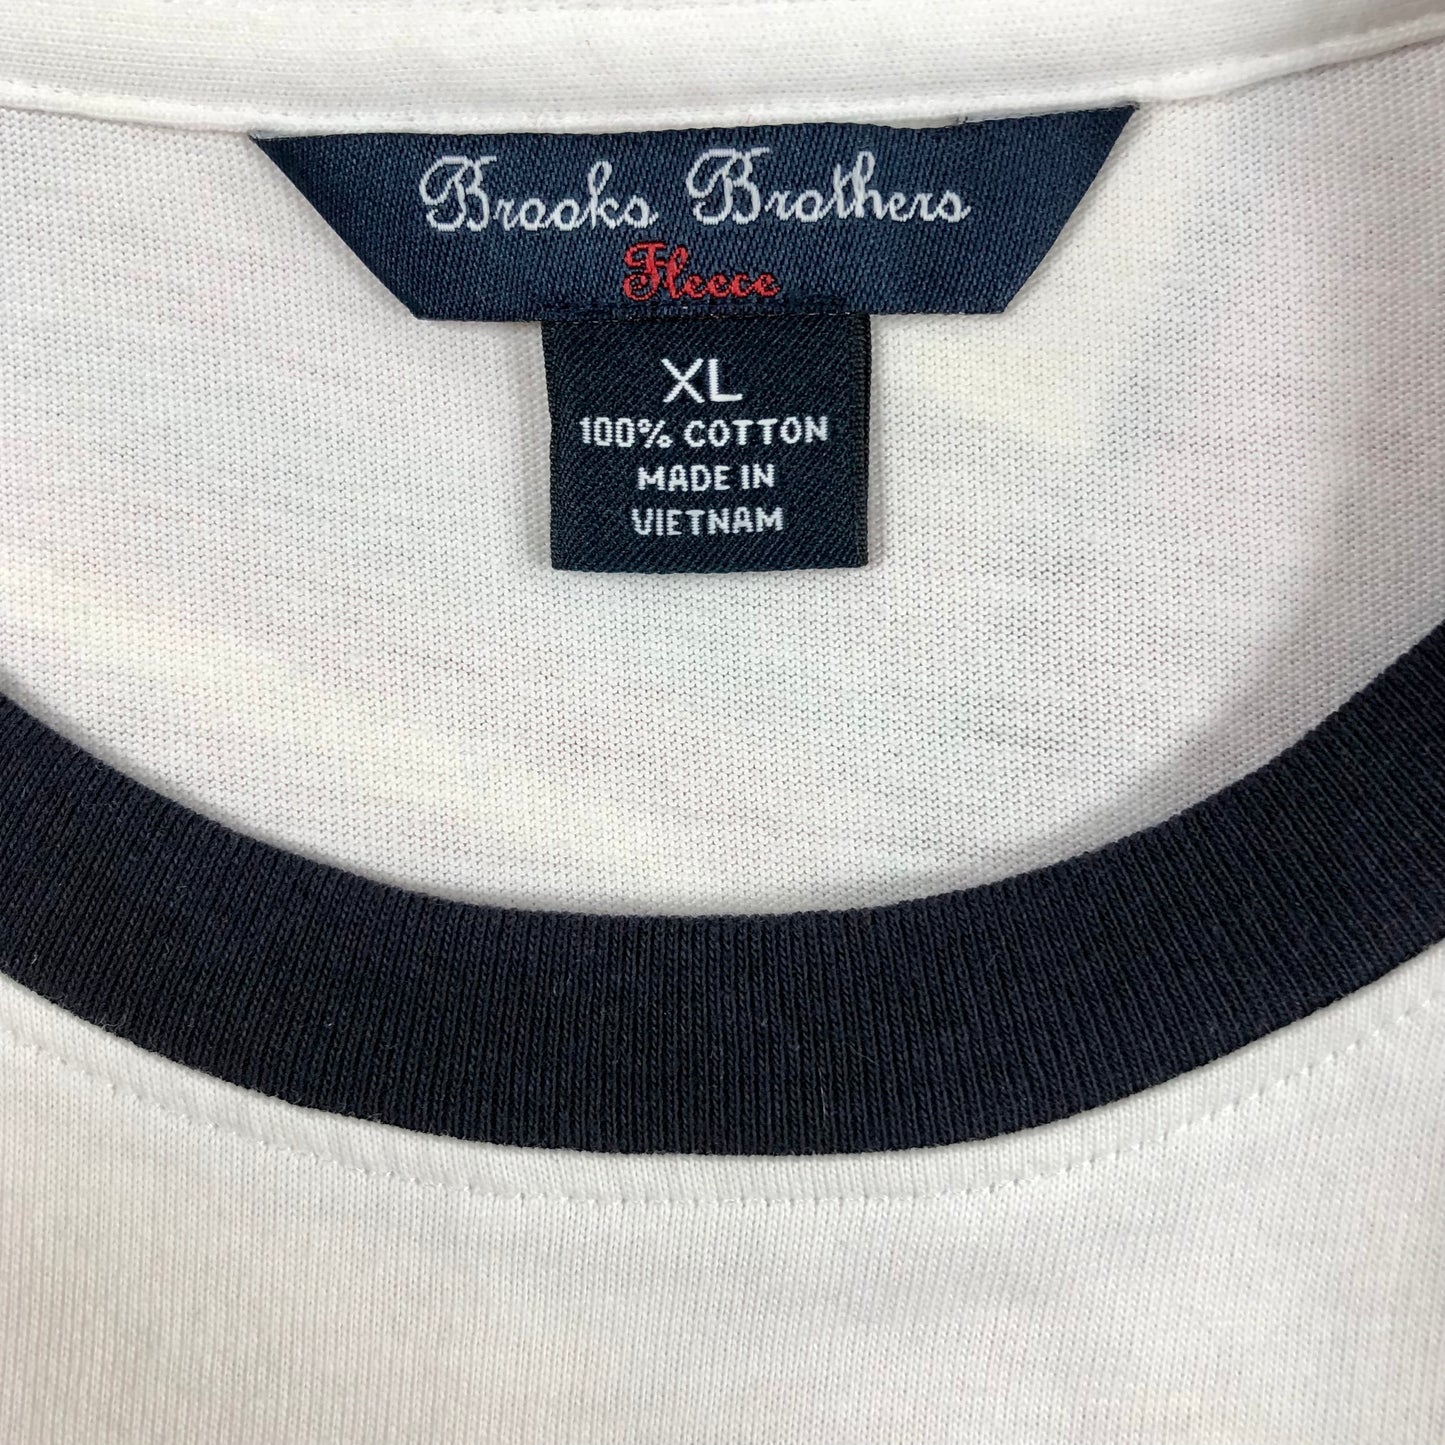 Brooks Brothers
Fleece
XL
100% COTTON
MADE IN
VIETNAM